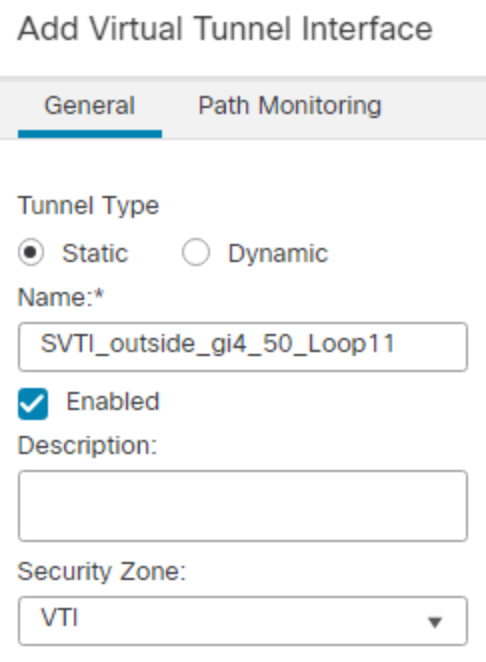 Add Virtual Tunnel Interface
General Path Monitoring
Tunnel Type
Static Dynamic
Name:*
SVTI_outside_gi4_50_Loop11
Enabled
Description:
Security Zone:
VTI